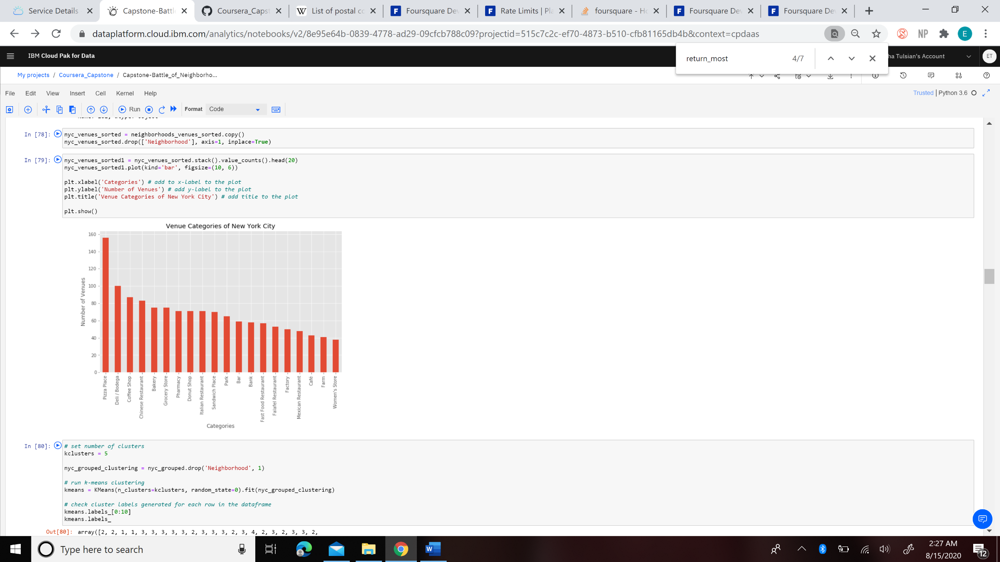 Service Details
Capstone-Battle
Coursera_Capst
List of postal co
Foursquare Dev
Rate Limits | Pla
foursquare - Ho
Foursquare Dev
Foursquare Dev
dataplatform.cloud.ibm.com/analytics/notebooks/v2/8e95e64b-0839-4778-ad29-09cfcb788c09?projectid=515c7c2c-ef70-4873-b510-cfb81165db4b&context=cpdaas
NP
E
IBM Cloud Pak for Data
return_most 4/7
ha Tulsian's Account
ET
My projects / Coursera_Capstone / Capstone-Battle_of_Neighborho...
File Edit View Insert Cell Kernel Help
Trusted | Python 3.6
Run
Format Code
In [78]:
nyc_venues_sorted = neighborhoods_venues_sorted.copy()
nyc_venues_sorted.drop(['Neighborhood'], axis=1, inplace=True)
In [79]:
nyc_venues_sorted1 = nyc_venues_sorted.stack().value_counts().head(20)
nyc_venues_sorted1.plot(kind='bar', figsize=(10, 6))
plt.xlabel('Categories') # add to x-label to the plot
plt.ylabel('Number of Venues') # add y-label to the plot
plt.title('Venue Categories of New York City') # add title to the plot
plt.show()
Venue Categories of New York City
160
140
120
100
80
60
40
20
0
Number of Venues
Pizza Place
Deli / Bodega
Coffee Shop
Chinese Restaurant
Bakery
Grocery Store
Pharmacy
Donut Shop
Italian Restaurant
Sandwich Place
Park
Bar
Bank
Fast Food Restaurant
Falafel Restaurant
Factory
Mexican Restaurant
Café
Farm
Women's Store
Categories
In [80]:
# set number of clusters
kclusters = 5
nyc_grouped_clustering = nyc_grouped.drop('Neighborhood', 1)
# run k-means clustering
kmeans = KMeans(n_clusters=kclusters, random_state=0).fit(nyc_grouped_clustering)
# check cluster labels generated for each row in the dataframe
kmeans.labels_[0:10]
kmeans.labels_
Out[80]: array([2, 2, 1, 1, 3, 3, 3, 3, 3, 2, 3, 3, 3, 2, 3, 4, 2, 3, 2, 3, 3, 2,
Type here to search
2:27 AM
8/15/2020
12